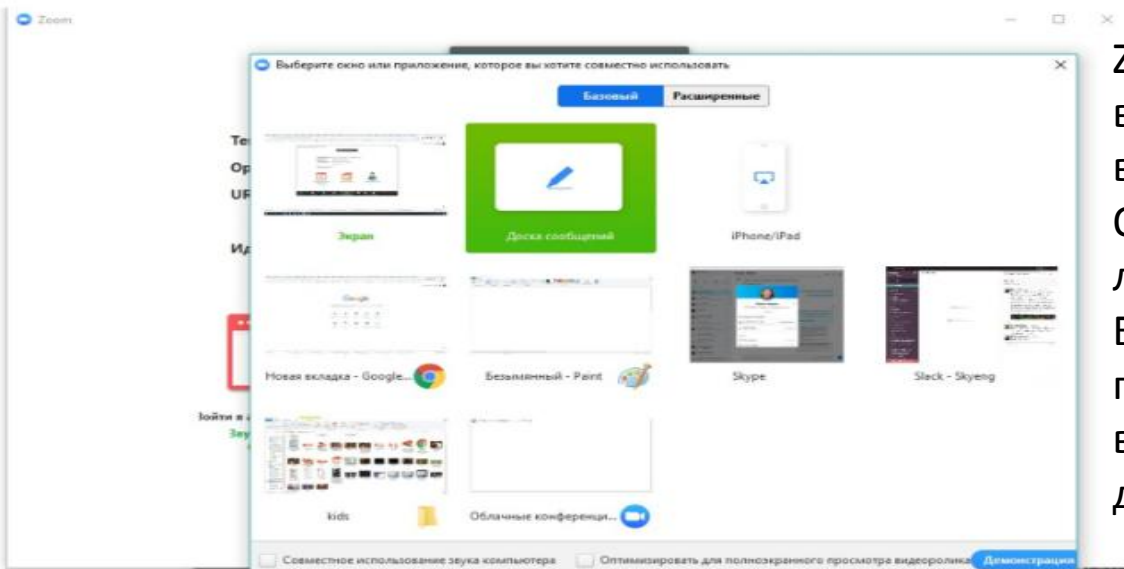 Zoom
Выберите окно или приложение, которое вы хотите совместно использовать
Базовый
Расширенные
Экран
Доска сообщений
iPhone/iPad
Google
Новая вкладка - Google...
Безымянный - Paint
Skype
Slack - Skyeng
kids
Облачные конференци...
Совместное использование звука компьютера
Оптимизировать для полноэкранного просмотра видеоролика
Демонстрация